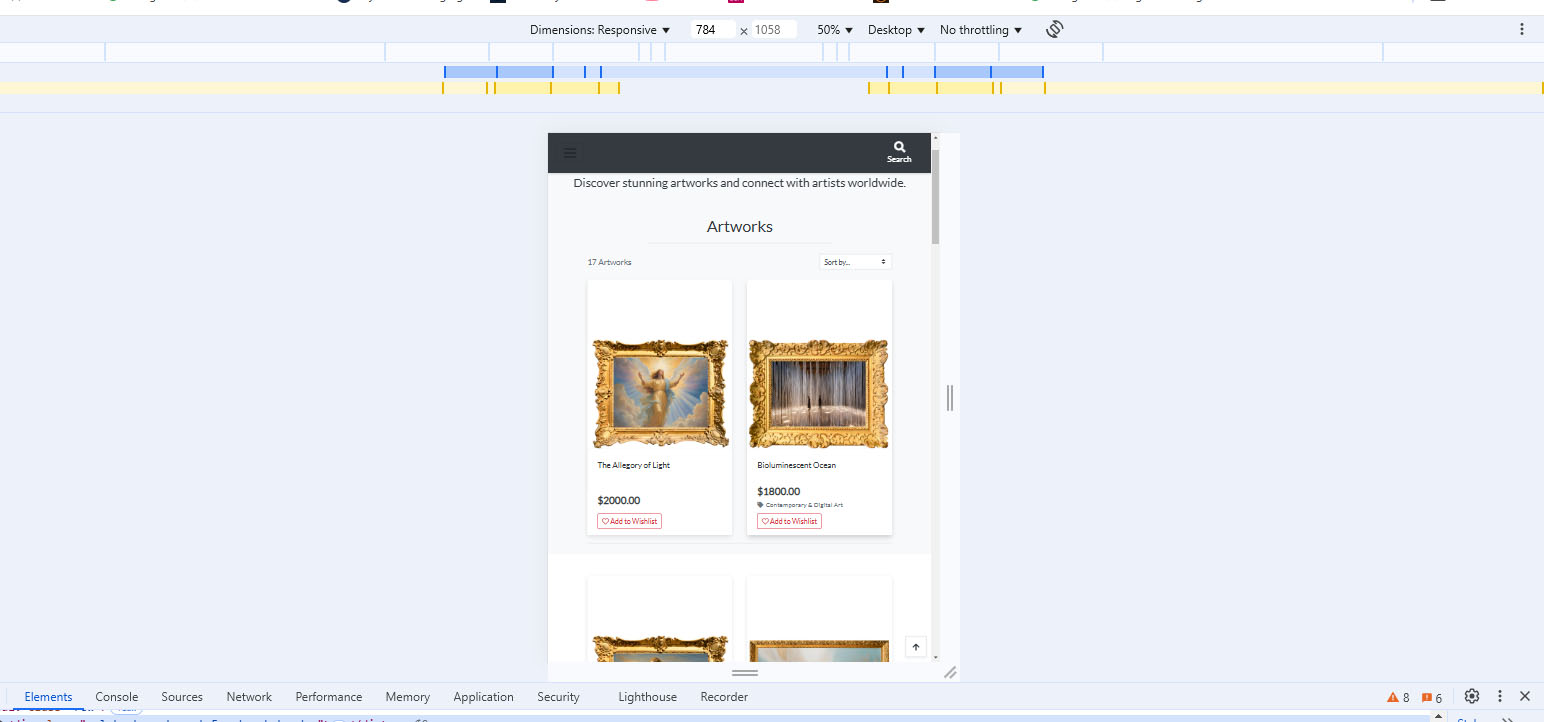 Dimensions: Responsive ▼ 784 × 1058 50% ▼ Desktop ▼ No throttling ▼
Search
Discover stunning artworks and connect with artists worldwide.
Artworks
17 Artworks Sort by...
The Allegory of Light
$2000.00
Add to Wishlist
Bioluminescent Ocean
$1800.00
Contemporary & Digital Art
Add to Wishlist
Elements Console Sources Network Performance Memory Application Security Lighthouse Recorder 8 6